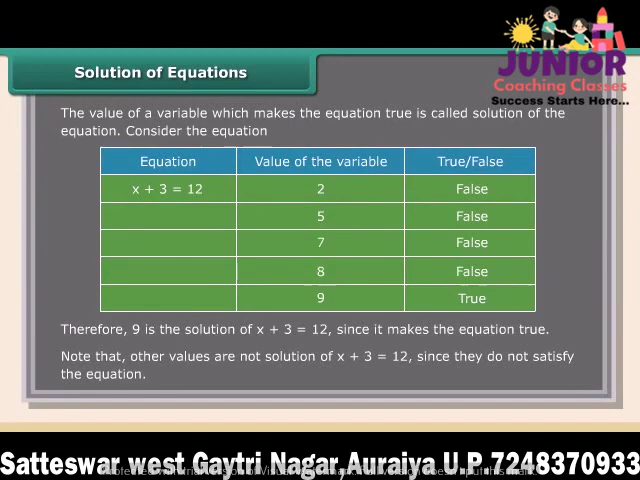 JUNIOR
Coaching Classes
Success Starts Here...
Solution of Equations
The value of a variable which makes the equation true is called solution of the
equation. Consider the equation
Equation Value of the variable True/False
x + 3 = 12 2 False
5 False
7 False
8 False
9 True
Therefore, 9 is the solution of x + 3 = 12, since it makes the equation true.
Note that, other values are not solution of x + 3 = 12, since they do not satisfy
the equation.
Satteswar west Gaytri Nagar,Auraiya U.P 7248370933